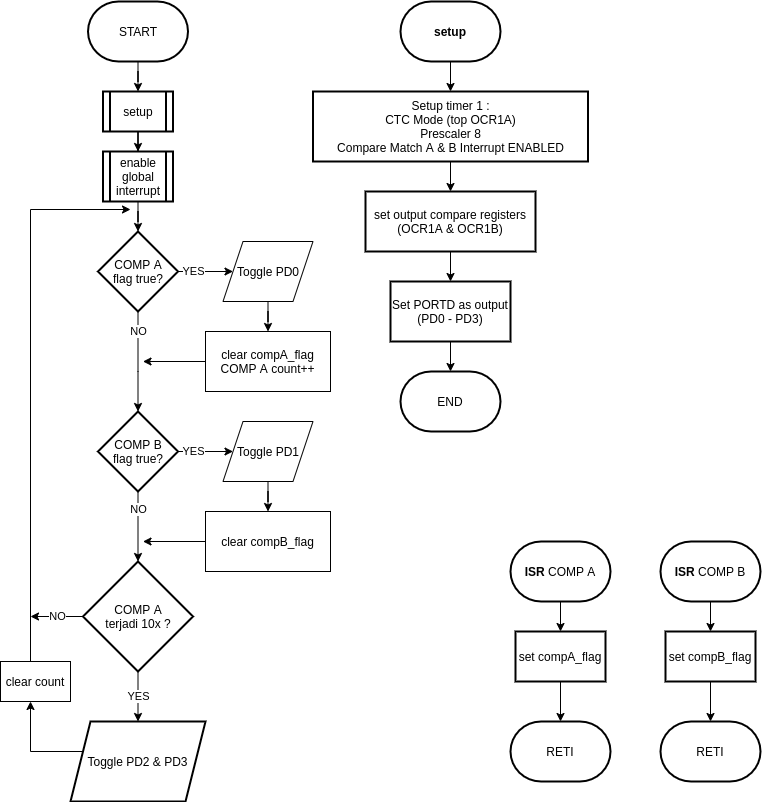 START
setup
enable
global
interrupt
COMP A
flag true?
YES
Toggle PD0
NO
clear compA_flag
COMP A count++
COMP B
flag true?
YES
Toggle PD1
NO
clear compB_flag
COMP A
terjadi 10x ?
NO
clear count
YES
Toggle PD2 & PD3
setup
Setup timer 1 :
CTC Mode (top OCR1A)
Prescaler 8
Compare Match A & B Interrupt ENABLED
set output compare registers
(OCR1A & OCR1B)
Set PORTD as output
(PD0 - PD3)
END
ISR COMP A
set compA_flag
RETI
ISR COMP B
set compB_flag
RETI